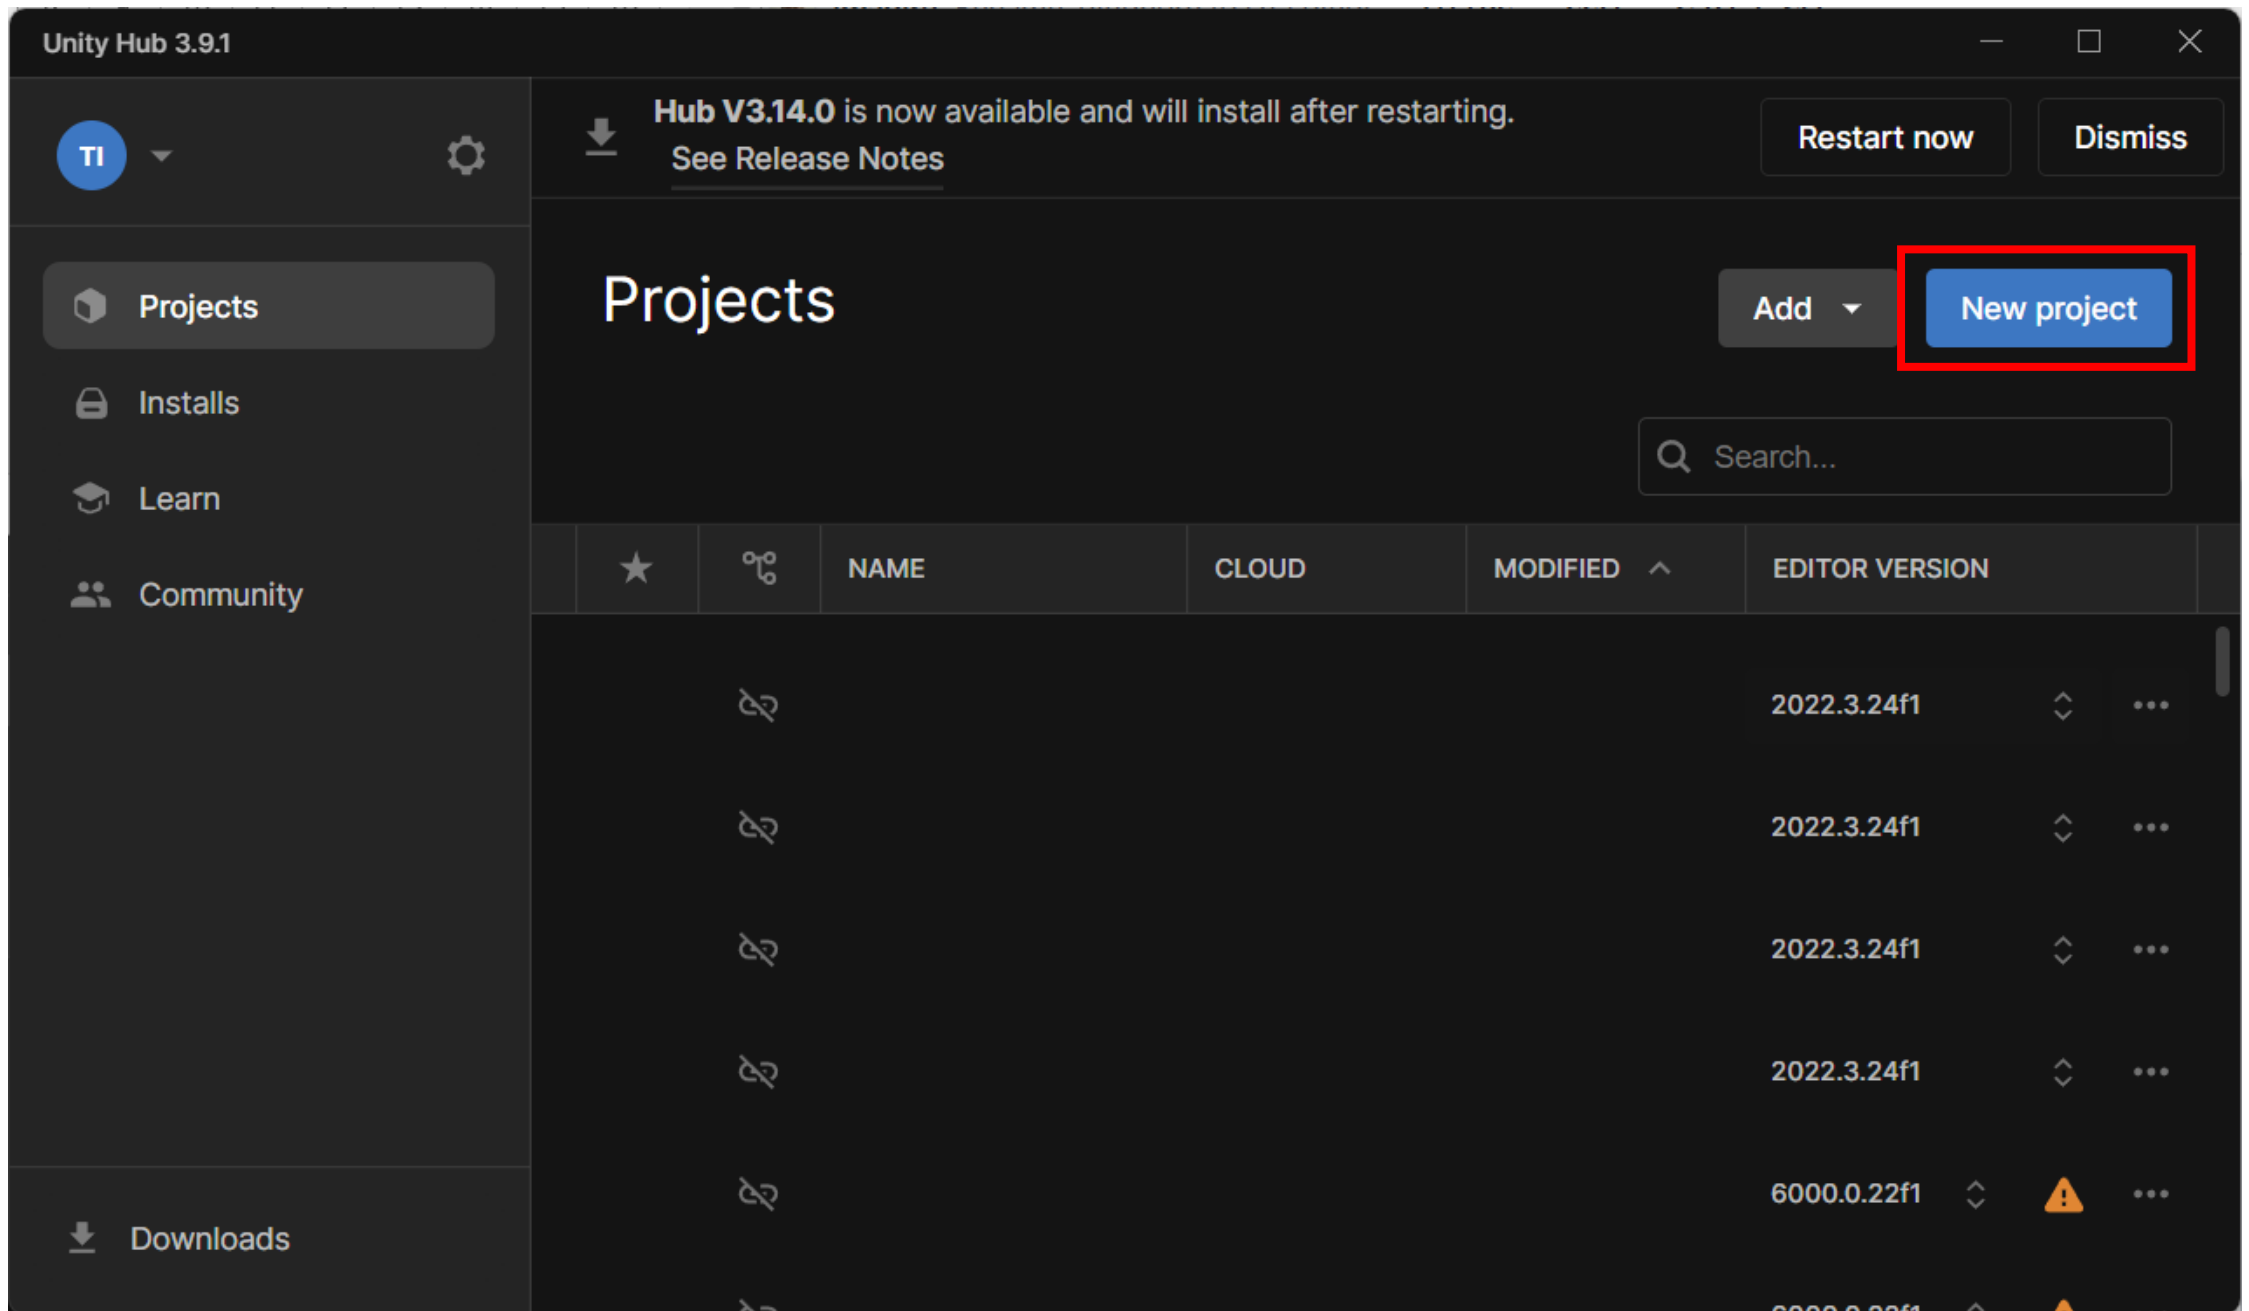 Unity Hub 3.9.1
TI
Hub V3.14.0 is now available and will install after restarting.
See Release Notes
Restart now
Dismiss
Projects
Installs
Learn
Community
Downloads
Projects
Add
New project
Search...
NAME CLOUD MODIFIED EDITOR VERSION
2022.3.24f1
2022.3.24f1
2022.3.24f1
2022.3.24f1
6000.0.22f1